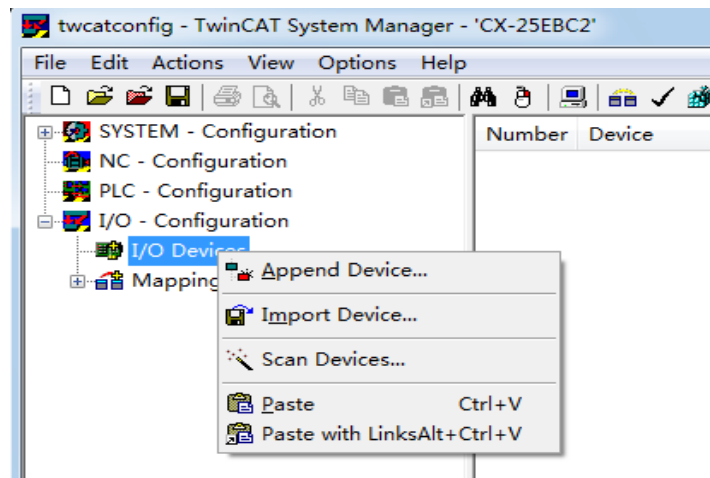 twcatconfig - TwinCAT System Manager - 'CX-25EBC2'
File Edit Actions View Options Help
SYSTEM - Configuration
Number Device
NC - Configuration
PLC - Configuration
I/O - Configuration
I/O Devices
Mapping
Append Device...
Import Device...
Scan Devices...
Paste Ctrl+V
Paste with LinksAlt+Ctrl+V